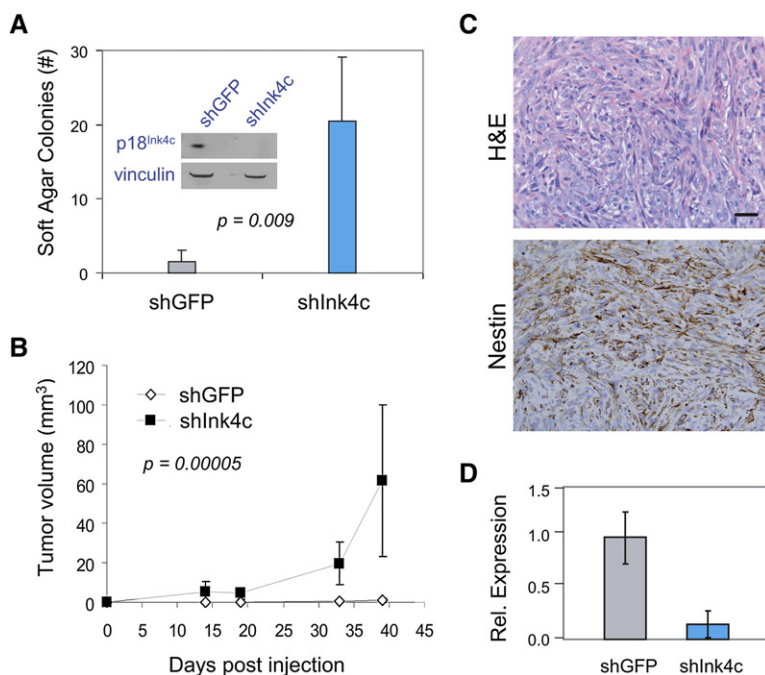 A
Soft Agar Colonies (#)
30
20
10
0
shGFP
shInk4c
p18^Ink4c
vinculin
p = 0.009
shGFP
shInk4c
B
Tumor volume (mm³)
120
100
80
60
40
20
0
shGFP
shInk4c
p = 0.00005
0 5 10 15 20 25 30 35 40 45
Days post injection
C
H&E
Nestin
D
Rel. Expression
1.5
1.0
0.5
0.0
shGFP
shInk4c